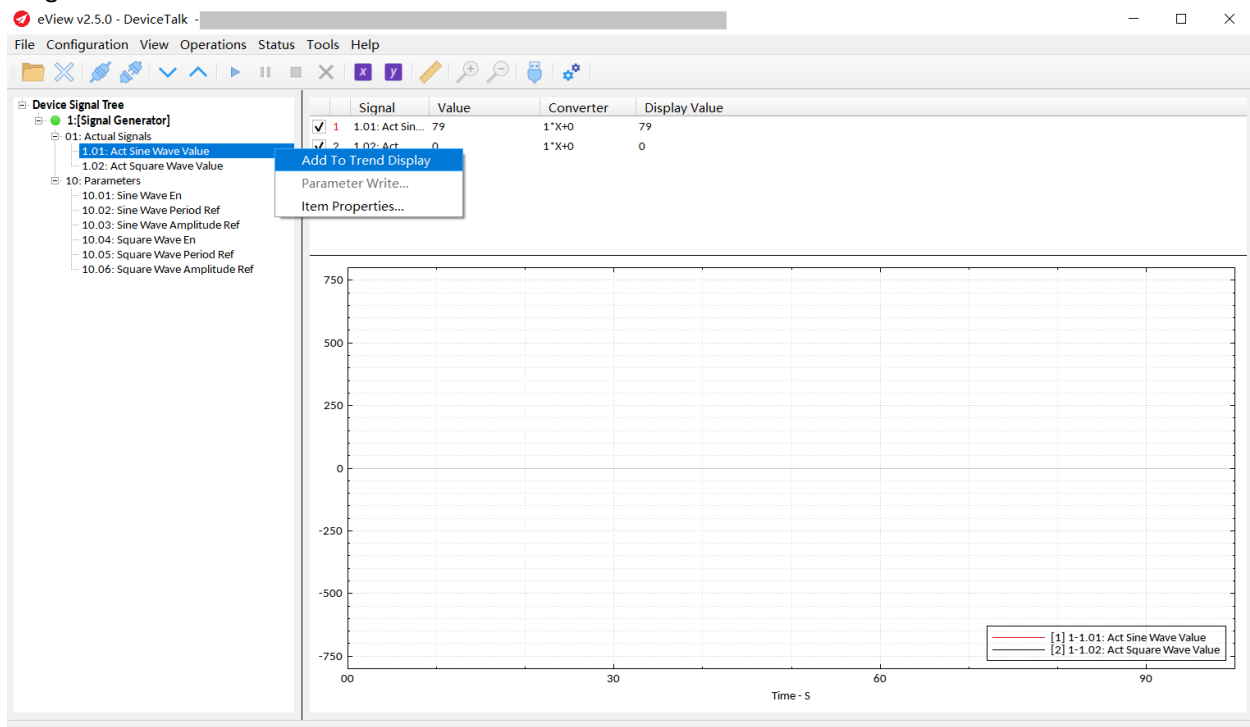 eView v2.5.0 - DeviceTalk -
File Configuration View Operations Status Tools Help
x y
Device Signal Tree
1:[Signal Generator]
01: Actual Signals
1.01: Act Sine Wave Value
1.02: Act Square Wave Value
10: Parameters
10.01: Sine Wave En
10.02: Sine Wave Period Ref
10.03: Sine Wave Amplitude Ref
10.04: Square Wave En
10.05: Square Wave Period Ref
10.06: Square Wave Amplitude Ref
Signal Value Converter Display Value
1 1.01: Act Sin... 79 1*X+0 79
2 1.02: Act 0 1*X+0 0
Add To Trend Display
Parameter Write...
Item Properties...
750
500
250
0
-250
-500
-750
00 30 60 90
Time - S
[1] 1-1.01: Act Sine Wave Value
[2] 1-1.02: Act Square Wave Value